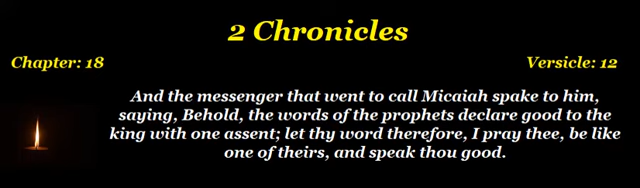 2 Chronicles
Chapter: 18
Versicle: 12
And the messenger that went to call Micaiah spake to him,
saying, Behold, the words of the prophets declare good to the
king with one assent; let thy word therefore, I pray thee, be like
one of theirs, and speak thou good.